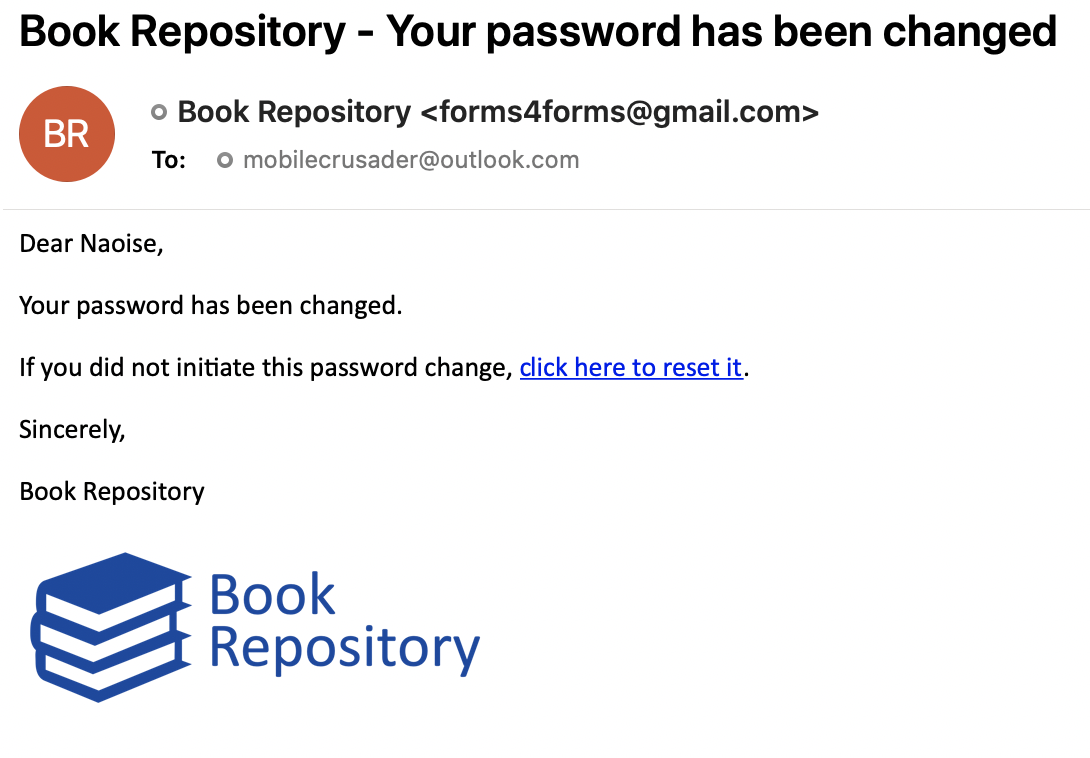 Book Repository - Your password has been changed
BR
Book Repository <forms4forms@gmail.com>
To: mobilecrusader@outlook.com
Dear Naoise,
Your password has been changed.
If you did not initiate this password change, click here to reset it.
Sincerely,
Book Repository
Book
Repository